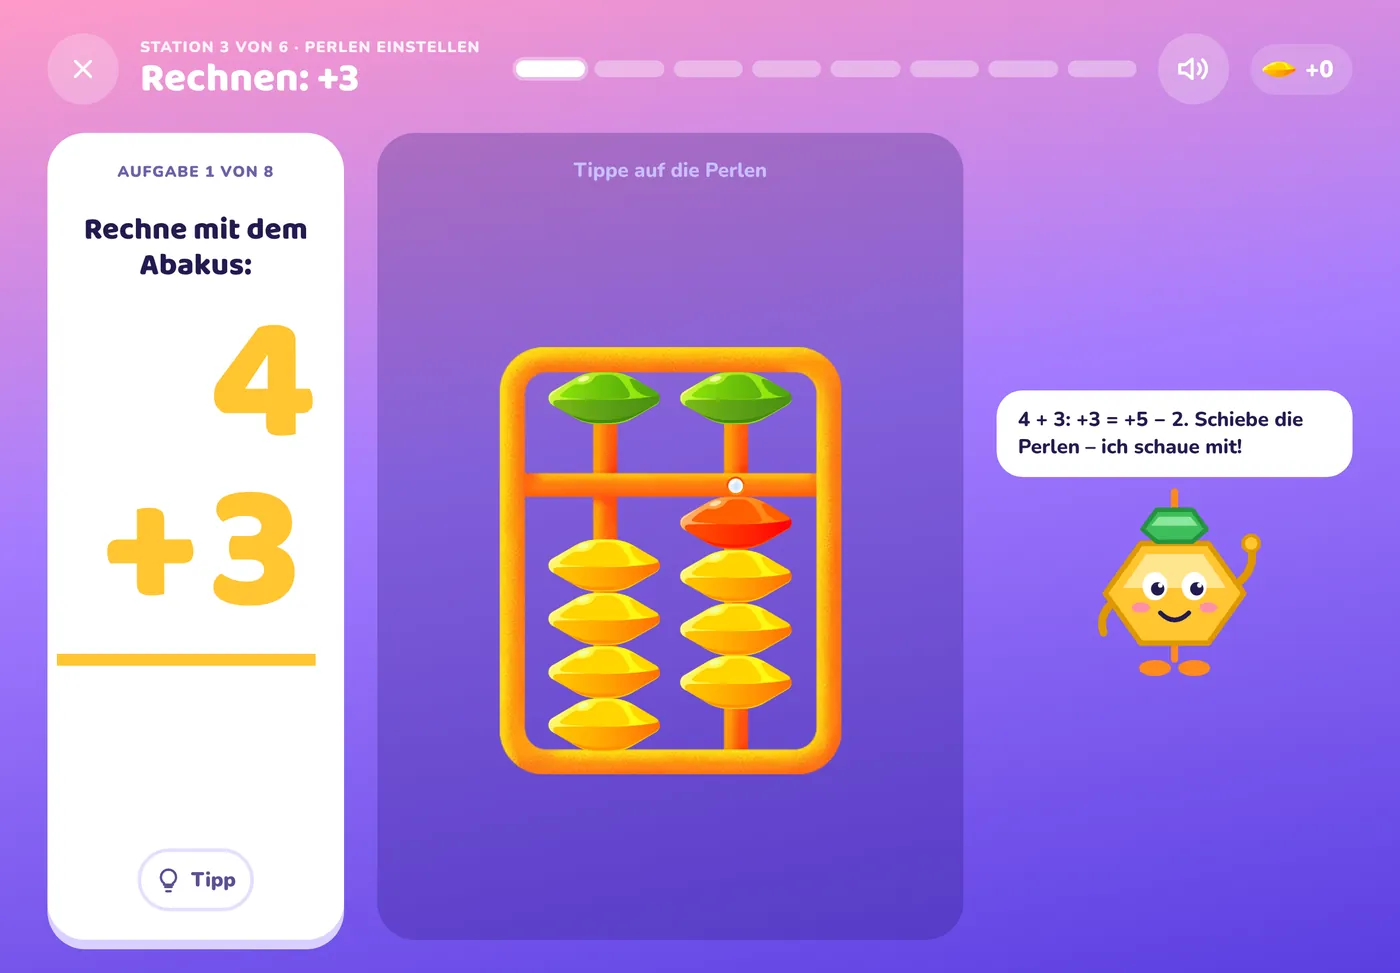 STATION 3 VON 6 · PERLEN EINSTELLEN
Rechnen: +3
+0
AUFGABE 1 VON 8
Rechne mit dem
Abakus:
4
+3
Tipp
Tippe auf die Perlen
4 + 3: +3 = +5 − 2. Schiebe die
Perlen – ich schaue mit!